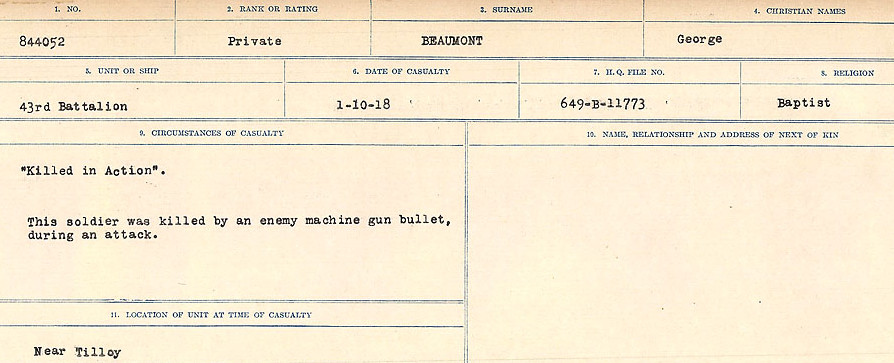 1. NO. 2. RANK OR RATING 3. SURNAME 4. CHRISTIAN NAMES
844052 Private BEAUMONT George
5. UNIT OR SHIP 6. DATE OF CASUALTY 7. H.Q. FILE NO. 8. RELIGION
43rd Battalion 1-10-18 649-B-11773 Baptist
9. CIRCUMSTANCES OF CASUALTY 10. NAME, RELATIONSHIP AND ADDRESS OF NEXT OF KIN
"Killed in Action".
This soldier was killed by an enemy machine gun bullet,
during an attack.
11. LOCATION OF UNIT AT TIME OF CASUALTY
Near Tilloy